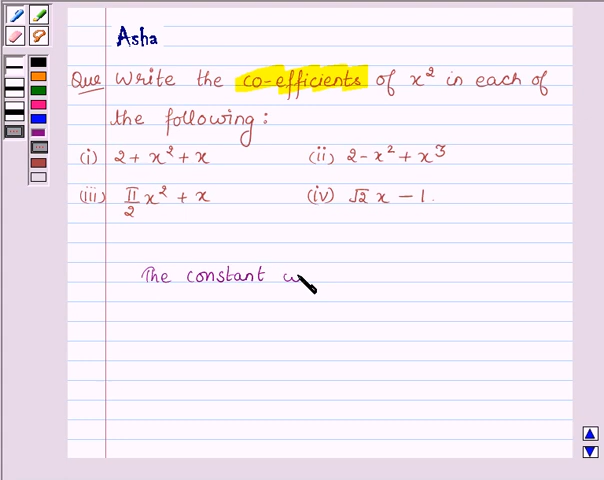 Asha
Que Write the co-efficients of x² in each of
the following:
(i) 2 + x² + x (ii) 2 - x² + x³
(iii) π/2 x² + x (iv) √2 x - 1.
The constant w